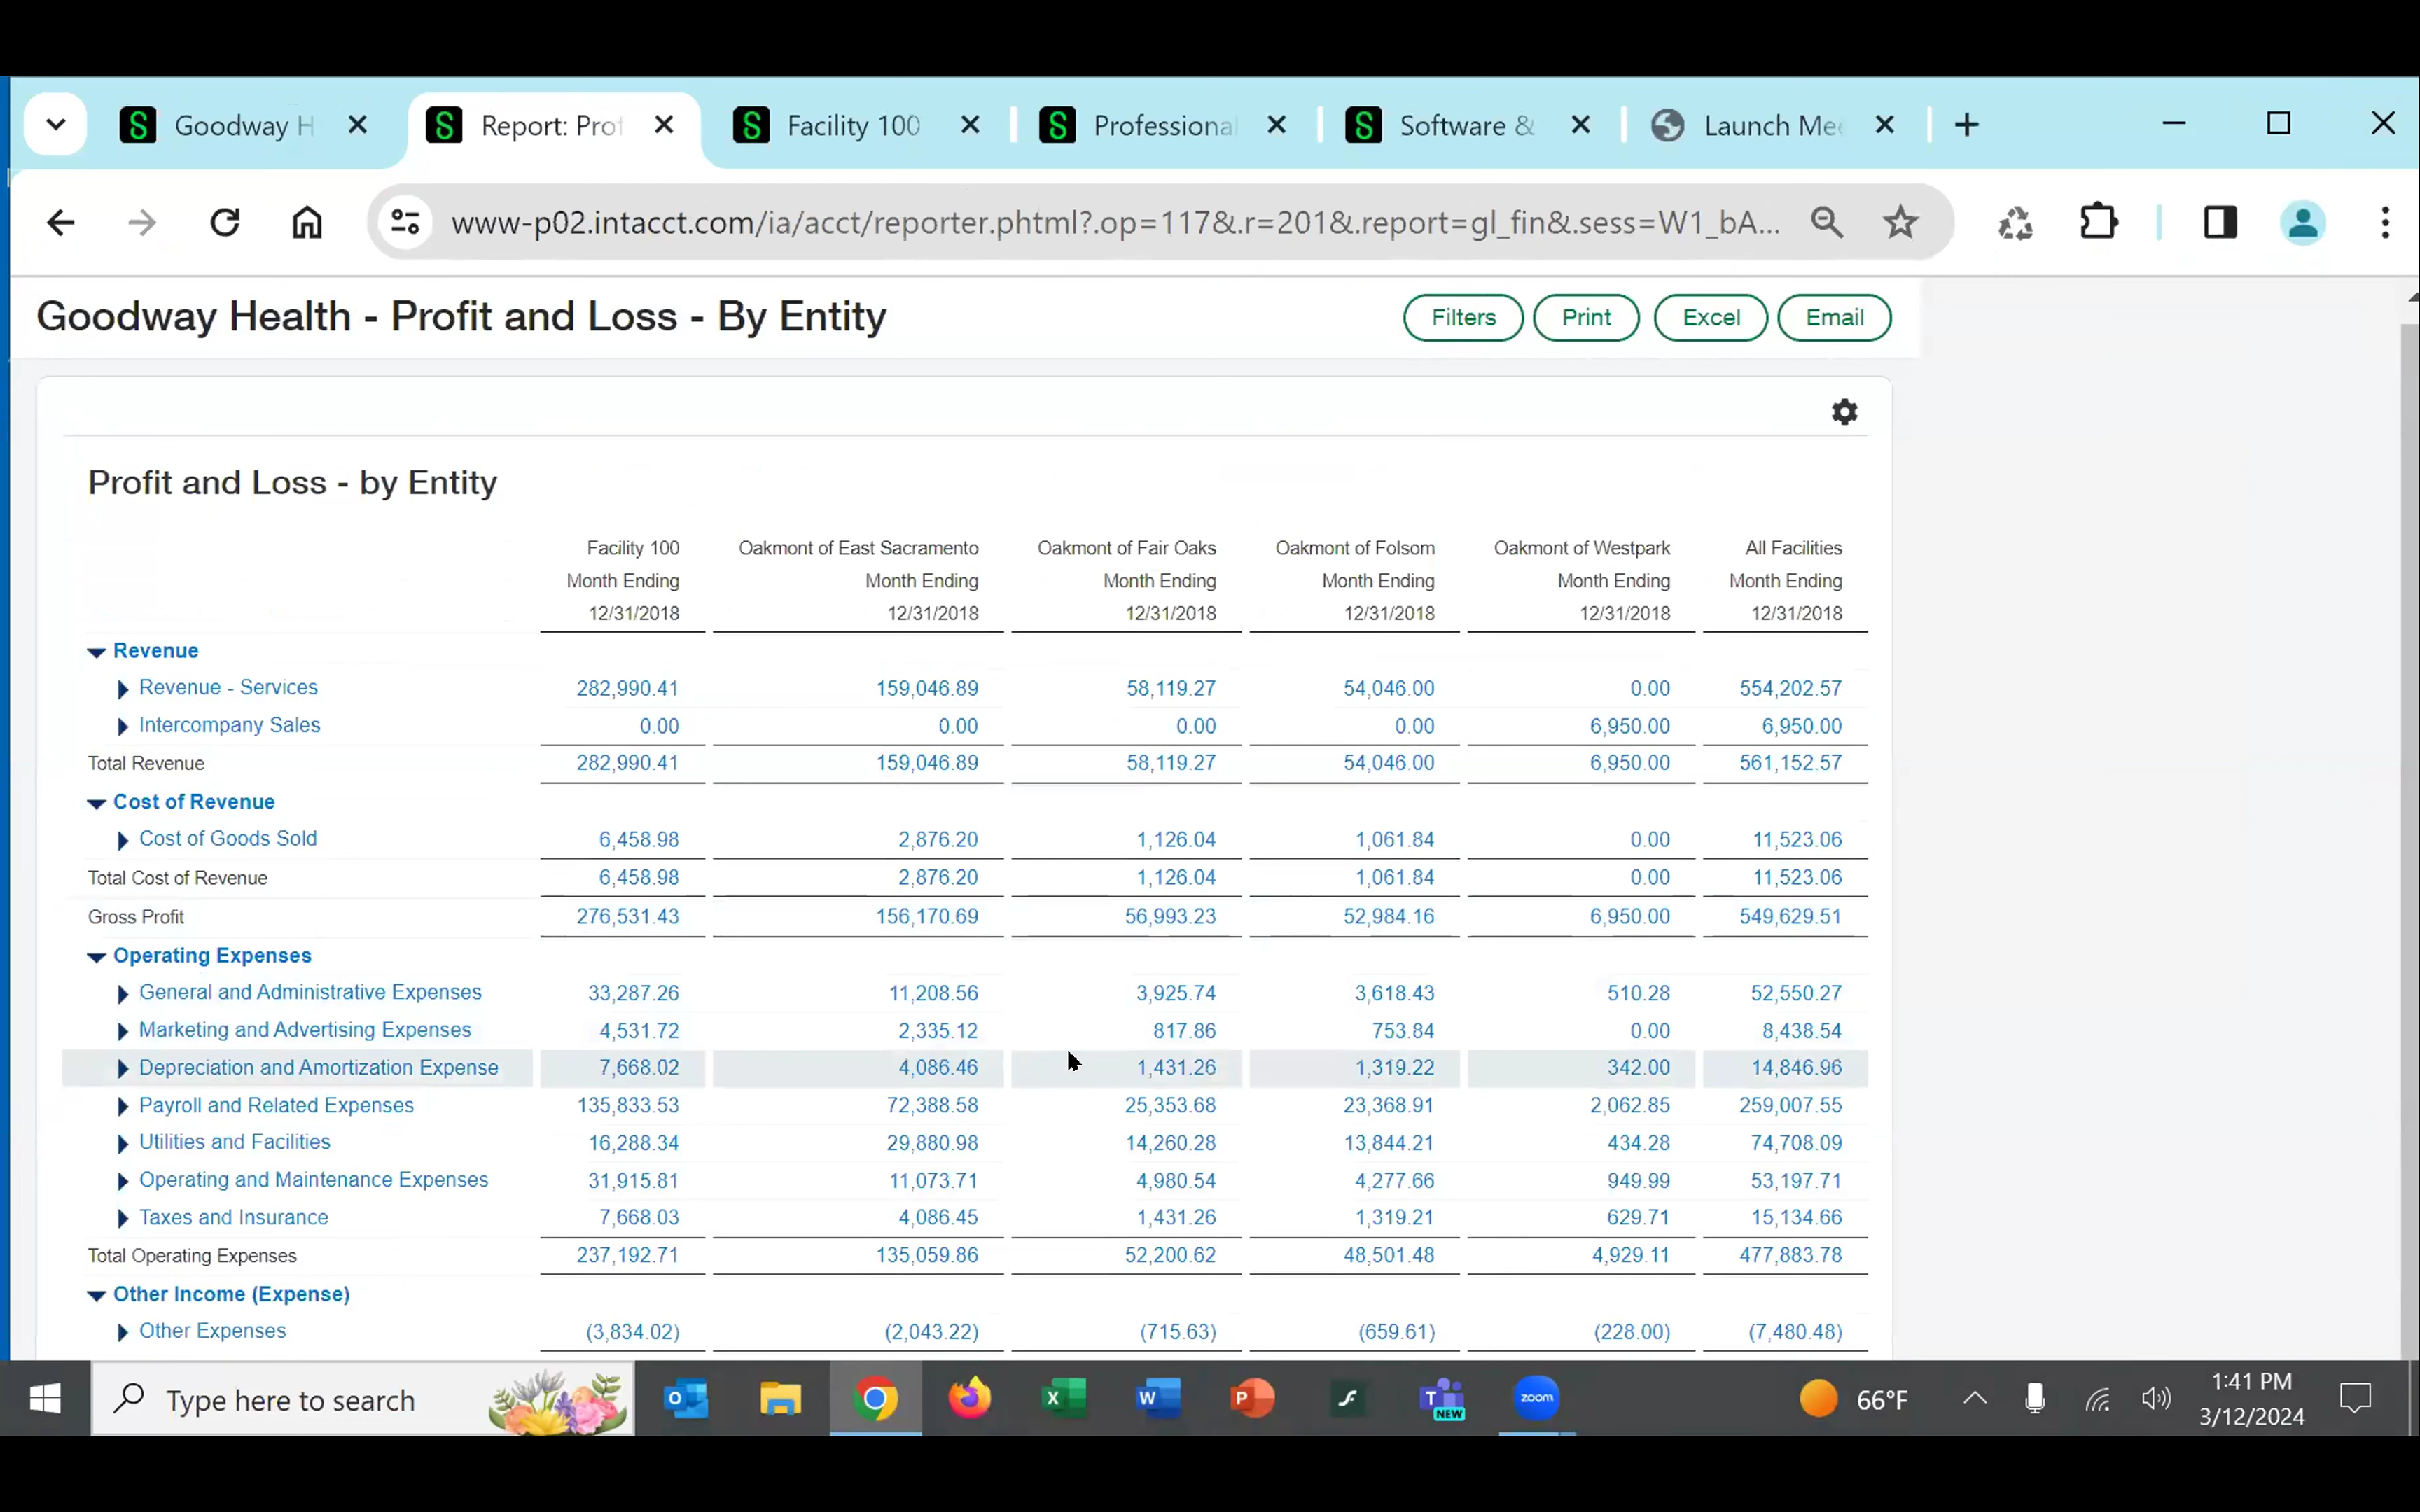 Goodway H
Report: Prof
Facility 100
Professional
Software &
Launch Mee
www-p02.intacct.com/ia/acct/reporter.phtml?.op=117&.r=201&.report=gl_fin&.sess=W1_bA...
Goodway Health - Profit and Loss - By Entity
Filters Print Excel Email
Profit and Loss - by Entity
Facility 100 Oakmont of East Sacramento Oakmont of Fair Oaks Oakmont of Folsom Oakmont of Westpark All Facilities
Month Ending Month Ending Month Ending Month Ending Month Ending Month Ending
12/31/2018 12/31/2018 12/31/2018 12/31/2018 12/31/2018 12/31/2018
Revenue
Revenue - Services 282,990.41 159,046.89 58,119.27 54,046.00 0.00 554,202.57
Intercompany Sales 0.00 0.00 0.00 0.00 6,950.00 6,950.00
Total Revenue 282,990.41 159,046.89 58,119.27 54,046.00 6,950.00 561,152.57
Cost of Revenue
Cost of Goods Sold 6,458.98 2,876.20 1,126.04 1,061.84 0.00 11,523.06
Total Cost of Revenue 6,458.98 2,876.20 1,126.04 1,061.84 0.00 11,523.06
Gross Profit 276,531.43 156,170.69 56,993.23 52,984.16 6,950.00 549,629.51
Operating Expenses
General and Administrative Expenses 33,287.26 11,208.56 3,925.74 3,618.43 510.28 52,550.27
Marketing and Advertising Expenses 4,531.72 2,335.12 817.86 753.84 0.00 8,438.54
Depreciation and Amortization Expense 7,668.02 4,086.46 1,431.26 1,319.22 342.00 14,846.96
Payroll and Related Expenses 135,833.53 72,388.58 25,353.68 23,368.91 2,062.85 259,007.55
Utilities and Facilities 16,288.34 29,880.98 14,260.28 13,844.21 434.28 74,708.09
Operating and Maintenance Expenses 31,915.81 11,073.71 4,980.54 4,277.66 949.99 53,197.71
Taxes and Insurance 7,668.03 4,086.45 1,431.26 1,319.21 629.71 15,134.66
Total Operating Expenses 237,192.71 135,059.86 52,200.62 48,501.48 4,929.11 477,883.78
Other Income (Expense)
Other Expenses (3,834.02) (2,043.22) (715.63) (659.61) (228.00) (7,480.48)
Type here to search
NEW
zoom
66°F
1:41 PM
3/12/2024